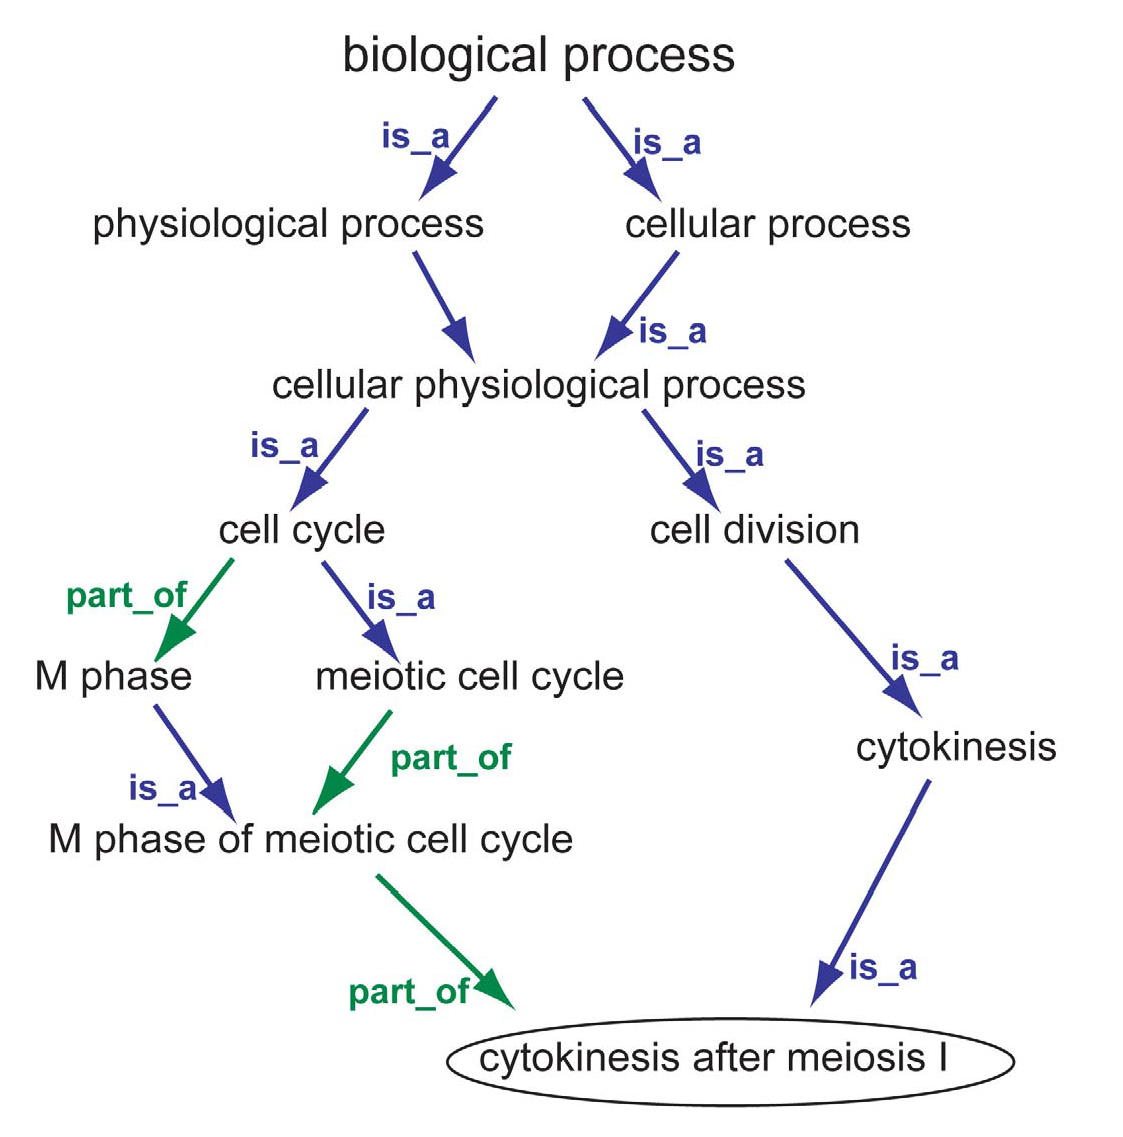 biological process
is_a
is_a
physiological process
cellular process
is_a
cellular physiological process
is_a
is_a
cell cycle
cell division
part_of
is_a
is_a
M phase
meiotic cell cycle
cytokinesis
part_of
is_a
M phase of meiotic cell cycle
is_a
part_of
cytokinesis after meiosis I